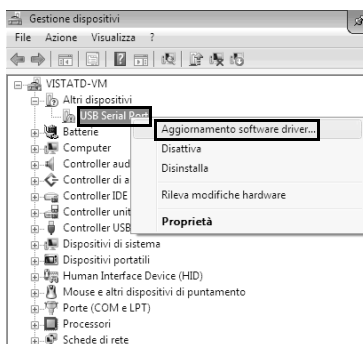 Gestione dispositivi
File Azione Visualizza ?
VISTATD-VM
Altri dispositivi
USB Serial Port
Aggiornamento software driver...
Batterie
Computer
Disattiva
Controller aud
Disinstalla
Controller di a
Controller IDE
Rileva modifiche hardware
Controller unit
Controller USB
Proprietà
Dispositivi di sistema
Dispositivi portatili
Human Interface Device (HID)
Mouse e altri dispositivi di puntamento
Porte (COM e LPT)
Processori
Schede di rete